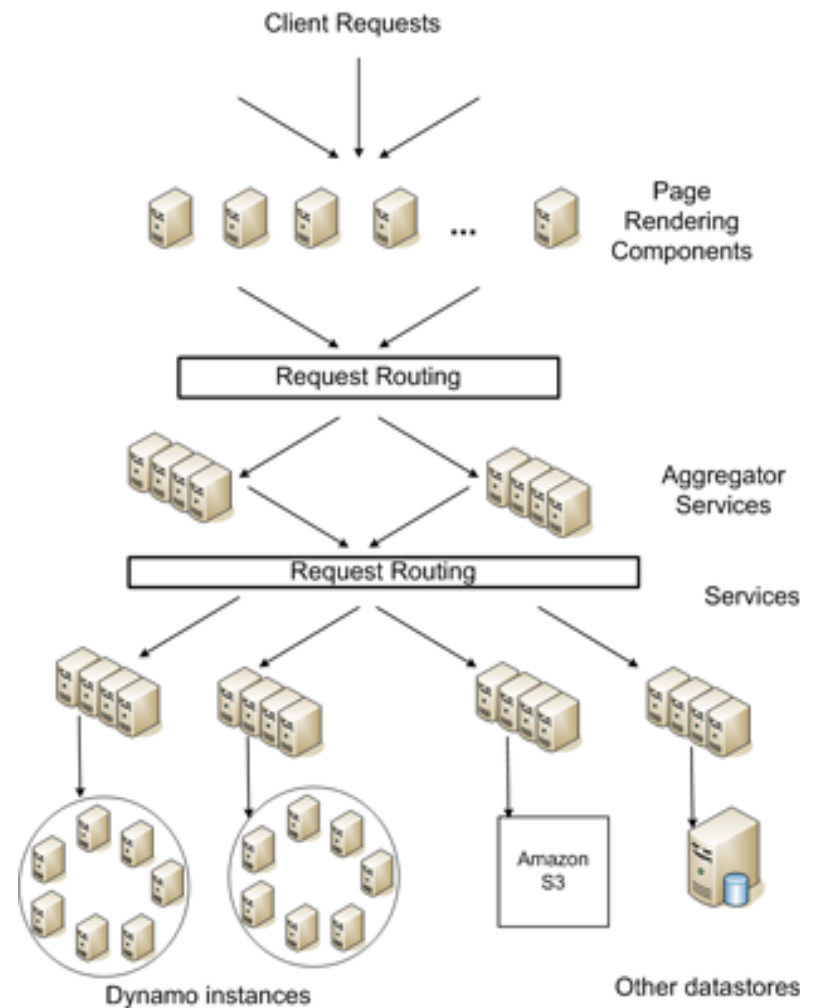 Client Requests
Page
Rendering
Components
...
Request Routing
Aggregator
Services
Request Routing
Services
Amazon
S3
Dynamo instances
Other datastores